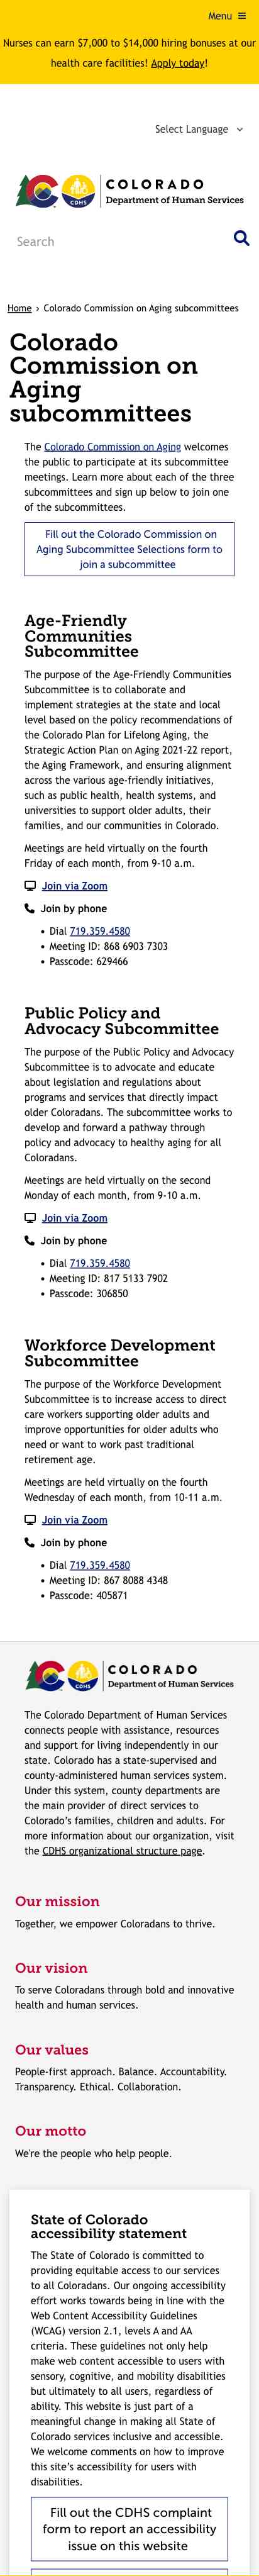 Menu ≡
Nurses can earn $7,000 to $14,000 hiring bonuses at our
health care facilities! Apply today!
Select Language
CDHS
COLORADO
Department of Human Services
Search
Home › Colorado Commission on Aging subcommittees
Colorado
Commission on
Aging
subcommittees
The Colorado Commission on Aging welcomes
the public to participate at its subcommittee
meetings. Learn more about each of the three
subcommittees and sign up below to join one
of the subcommittees.
Fill out the Colorado Commission on
Aging Subcommittee Selections form to
join a subcommittee
Age-Friendly
Communities
Subcommittee
The purpose of the Age-Friendly Communities
Subcommittee is to collaborate and
implement strategies at the state and local
level based on the policy recommendations of
the Colorado Plan for Lifelong Aging, the
Strategic Action Plan on Aging 2021-22 report,
the Aging Framework, and ensuring alignment
across the various age-friendly initiatives,
such as public health, health systems, and
universities to support older adults, their
families, and our communities in Colorado.
Meetings are held virtually on the fourth
Friday of each month, from 9-10 a.m.
Join via Zoom
Join by phone
• Dial 719.359.4580
• Meeting ID: 868 6903 7303
• Passcode: 629466
Public Policy and
Advocacy Subcommittee
The purpose of the Public Policy and Advocacy
Subcommittee is to advocate and educate
about legislation and regulations about
programs and services that directly impact
older Coloradans. The subcommittee works to
develop and forward a pathway through
policy and advocacy to healthy aging for all
Coloradans.
Meetings are held virtually on the second
Monday of each month, from 9-10 a.m.
Join via Zoom
Join by phone
• Dial 719.359.4580
• Meeting ID: 817 5133 7902
• Passcode: 306850
Workforce Development
Subcommittee
The purpose of the Workforce Development
Subcommittee is to increase access to direct
care workers supporting older adults and
improve opportunities for older adults who
need or want to work past traditional
retirement age.
Meetings are held virtually on the fourth
Wednesday of each month, from 10-11 a.m.
Join via Zoom
Join by phone
• Dial 719.359.4580
• Meeting ID: 867 8088 4348
• Passcode: 405871
CDHS
COLORADO
Department of Human Services
The Colorado Department of Human Services
connects people with assistance, resources
and support for living independently in our
state. Colorado has a state-supervised and
county-administered human services system.
Under this system, county departments are
the main provider of direct services to
Colorado’s families, children and adults. For
more information about our organization, visit
the CDHS organizational structure page.
Our mission
Together, we empower Coloradans to thrive.
Our vision
To serve Coloradans through bold and innovative
health and human services.
Our values
People-first approach. Balance. Accountability.
Transparency. Ethical. Collaboration.
Our motto
We're the people who help people.
State of Colorado
accessibility statement
The State of Colorado is committed to
providing equitable access to our services
to all Coloradans. Our ongoing accessibility
effort works towards being in line with the
Web Content Accessibility Guidelines
(WCAG) version 2.1, levels A and AA
criteria. These guidelines not only help
make web content accessible to users with
sensory, cognitive, and mobility disabilities
but ultimately to all users, regardless of
ability. This website is just part of a
meaningful change in making all State of
Colorado services inclusive and accessible.
We welcome comments on how to improve
this site’s accessibility for users with
disabilities.
Fill out the CDHS complaint
form to report an accessibility
issue on this website